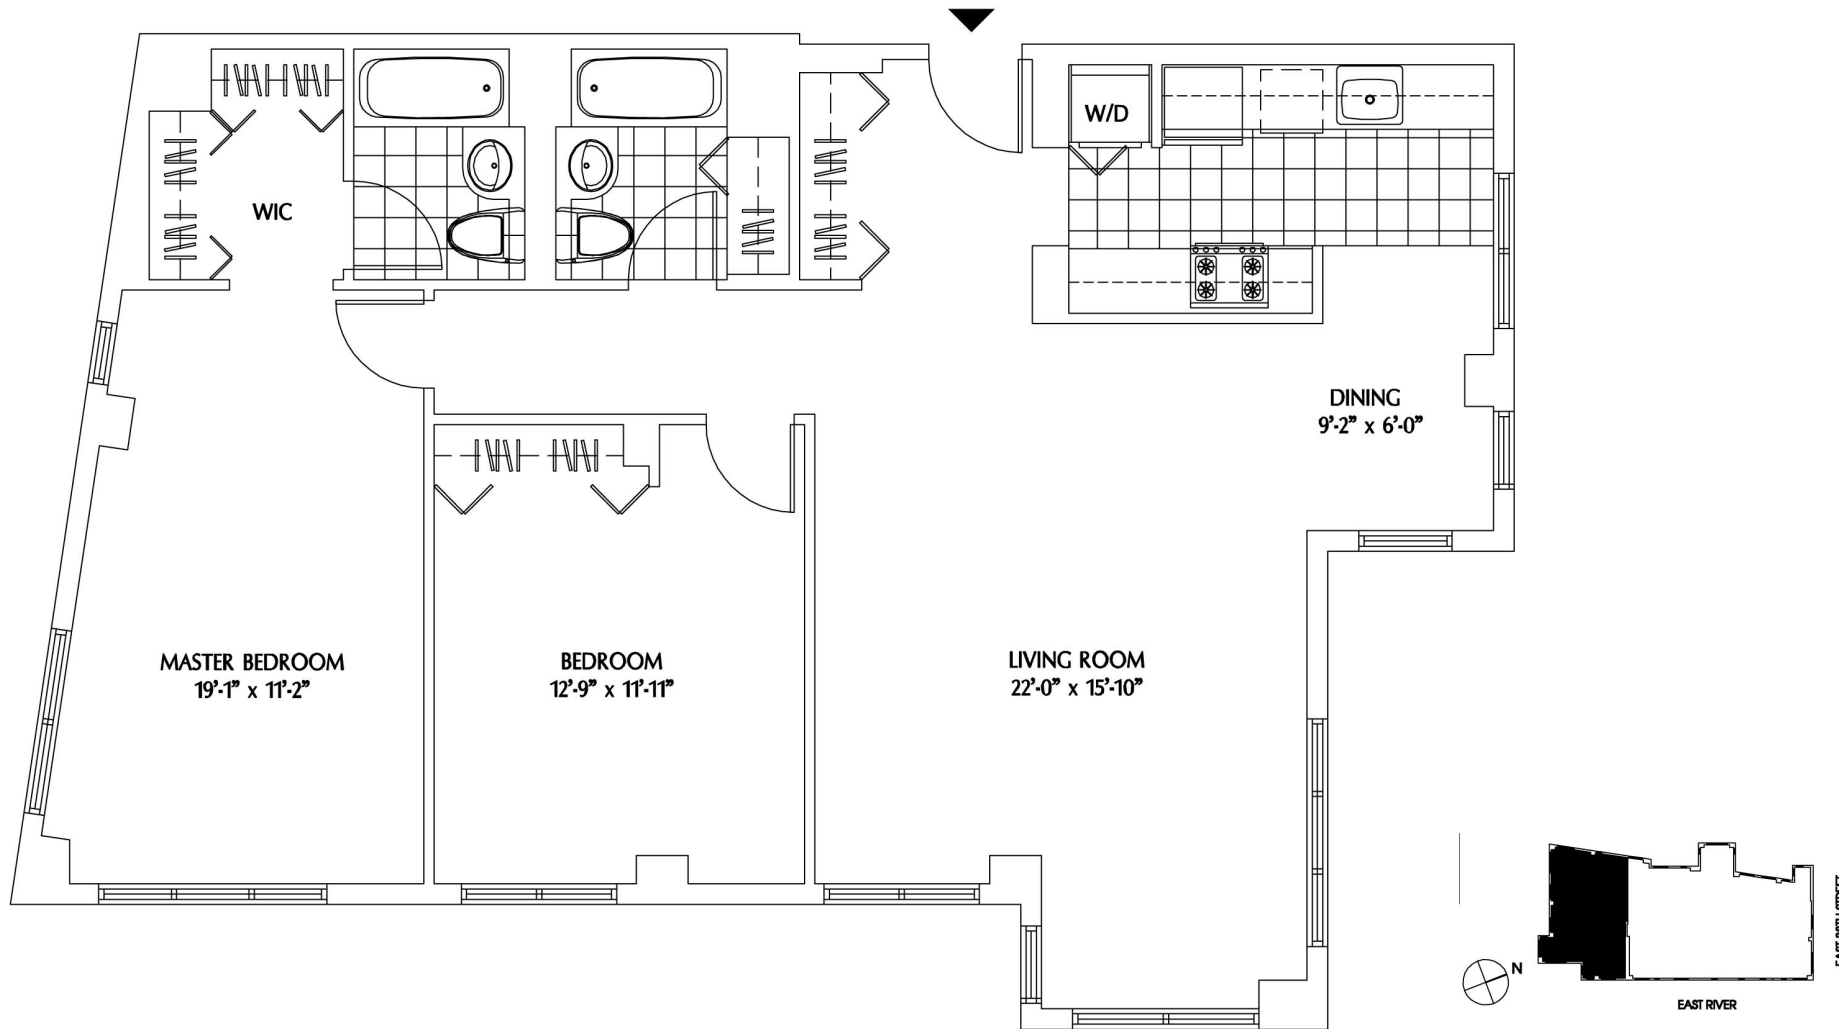 W/D
WIC
DINING
9'-2" x 6'-0"
MASTER BEDROOM
19'-1" x 11'-2"
BEDROOM
12'-9" x 11'-11"
LIVING ROOM
22'-0" x 15'-10"
N
EAST RIVER